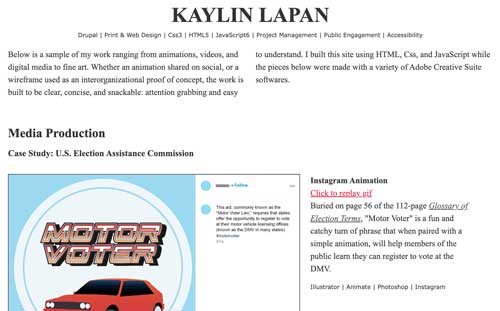 KAYLIN LAPAN
Drupal | Print & Web Design | Css3 | HTML5 | JavaScript6 | Project Management | Public Engagement | Accessibility
Below is a sample of my work ranging from animations, videos, and
digital media to fine art. Whether an animation shared on social, or a
wireframe used as an interorganizational proof of concept, the work is
built to be clear, concise, and snackable: attention grabbing and easy
to understand. I built this site using HTML, Css, and JavaScript while
the pieces below were made with a variety of Adobe Creative Suite
softwares.
Media Production
Case Study: U.S. Election Assistance Commission
MOTOR
VOTER
• Follow
This act, commonly known as the
"Motor Voter Law," requires that states
offer the opportunity to register to vote
at their motor vehicle licensing offices
(known as the DMV in many states)
Instagram Animation
Click to replay gif
Buried on page 56 of the 112-page Glossary of
Election Terms, "Motor Voter" is a fun and
catchy turn of phrase that when paired with a
simple animation, will help members of the
public learn they can register to vote at the
DMV.
Illustrator | Animate | Photoshop | Instagram